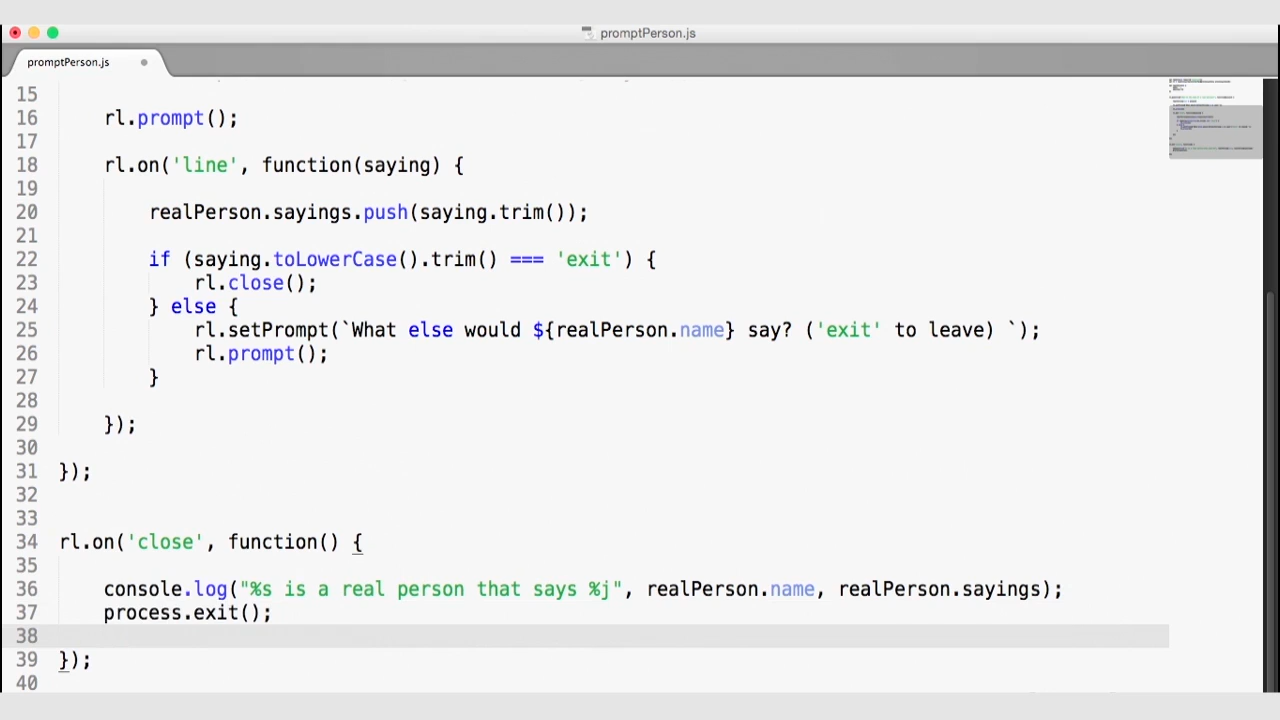 promptPerson.js
promptPerson.js
15
16 rl.prompt();
17
18 rl.on('line', function(saying) {
19
20 realPerson.sayings.push(saying.trim());
21
22 if (saying.toLowerCase().trim() === 'exit') {
23 rl.close();
24 } else {
25 rl.setPrompt(`What else would ${realPerson.name} say? ('exit' to leave) `);
26 rl.prompt();
27 }
28
29 });
30
31 });
32
33
34 rl.on('close', function() {
35
36 console.log("%s is a real person that says %j", realPerson.name, realPerson.sayings);
37 process.exit();
38
39 });
40